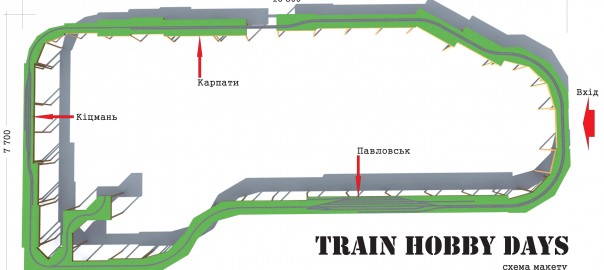 Карпати
Вхід
Кіцмань
7 700
Павловськ
TRAIN HOBBY DAYS
схема макету